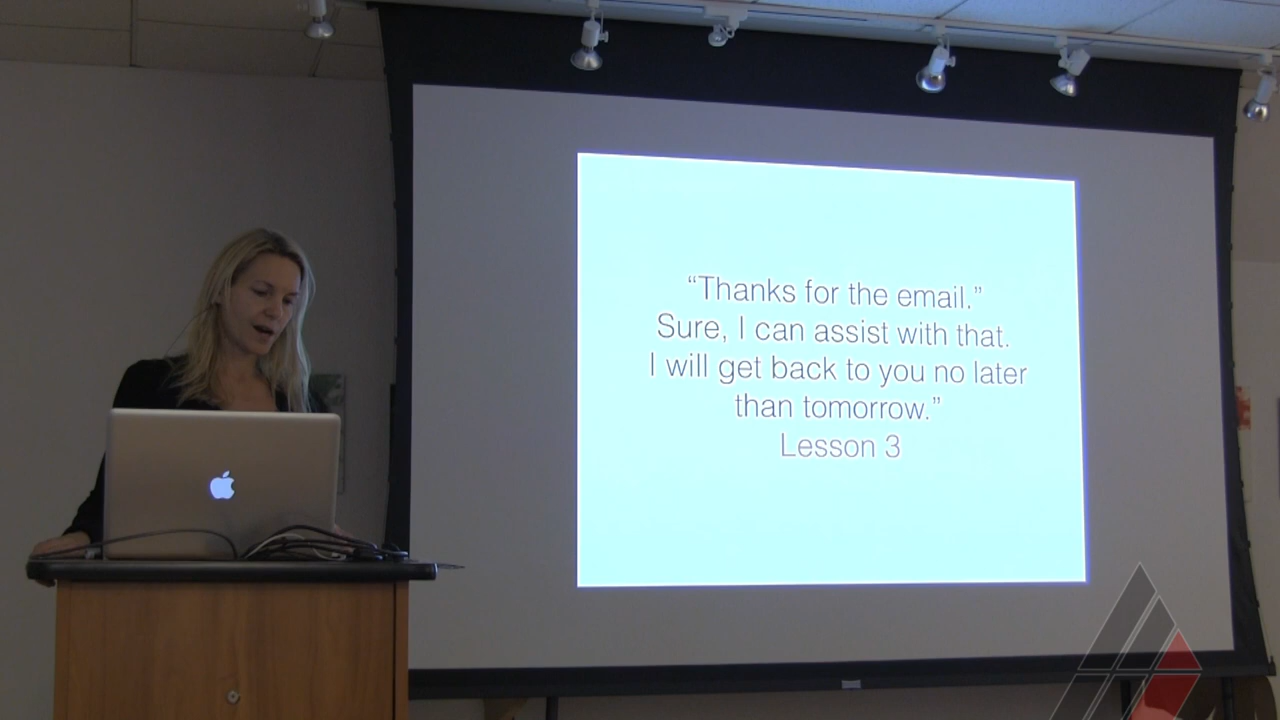 “Thanks for the email.”
Sure, I can assist with that.
I will get back to you no later
than tomorrow.”
Lesson 3